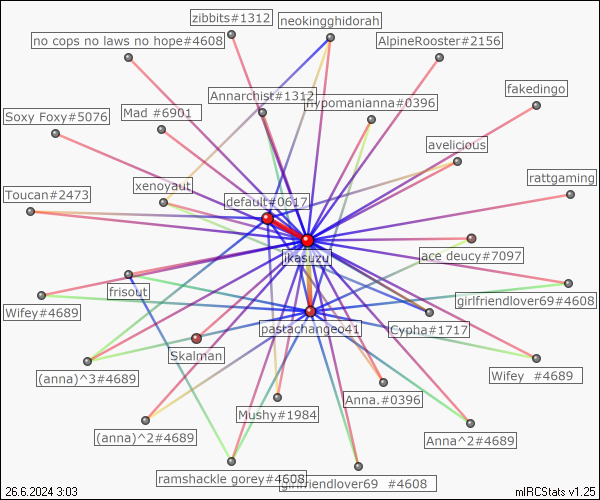 zibbits#1312
neokingghidorah
no cops no laws no hope#4608
AlpineRooster#2156
Annarchist#1312
hypomanianna#0396
fakedingo
Soxy Foxy#5076
Mad #6901
avelicious
Toucan#2473
xenoyaut
rattgaming
default#0617
ikasuzu
ace deucy#7097
frisout
girlfriendlover69#4608
Wifey#4689
pastachangeo41
Cypha#1717
Skalman
(anna)^3#4689
Wifey #4689
Anna.#0396
Mushy#1984
(anna)^2#4689
Anna^2#4689
ramshackle gorey#4608
girlfriendlover69 #4608
26.6.2024 3:03
mIRCStats v1.25